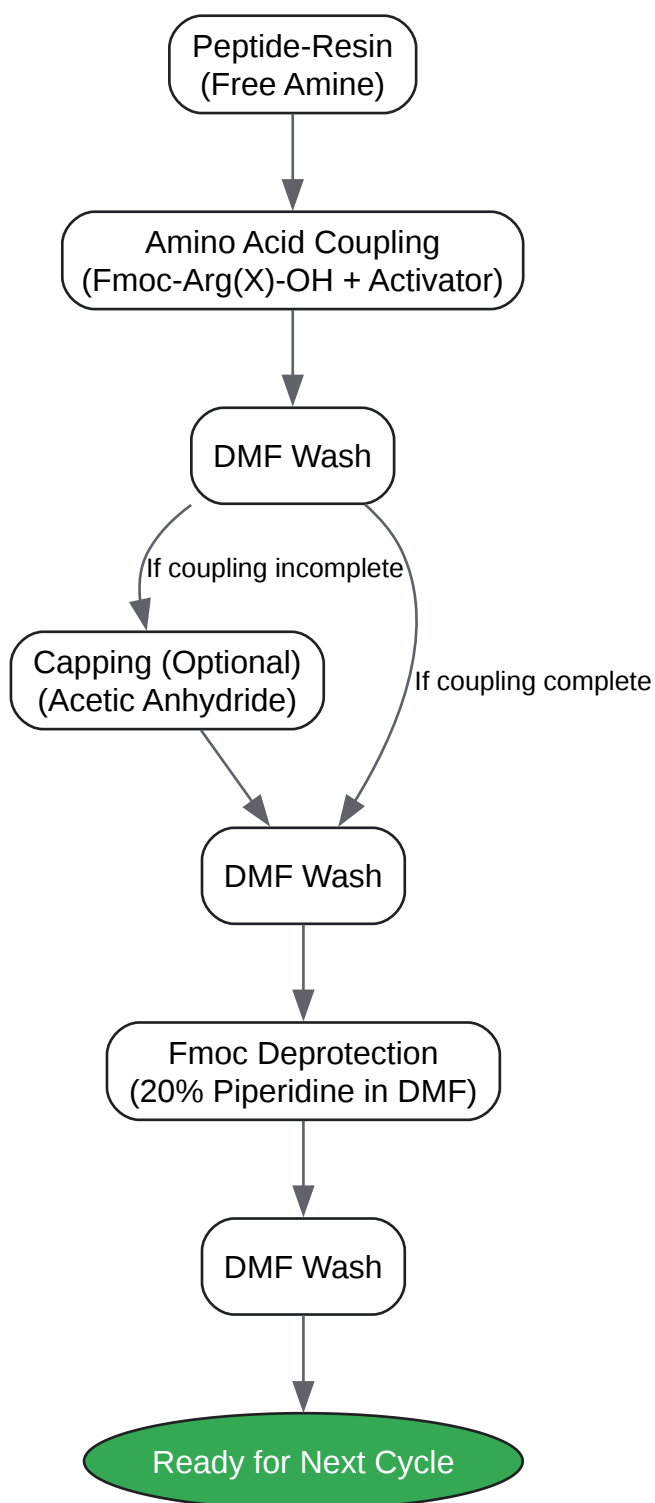 Peptide-Resin
(Free Amine)
Amino Acid Coupling
(Fmoc-Arg(X)-OH + Activator)
DMF Wash
If coupling incomplete
Capping (Optional)
(Acetic Anhydride)
If coupling complete
DMF Wash
Fmoc Deprotection
(20% Piperidine in DMF)
DMF Wash
Ready for Next Cycle